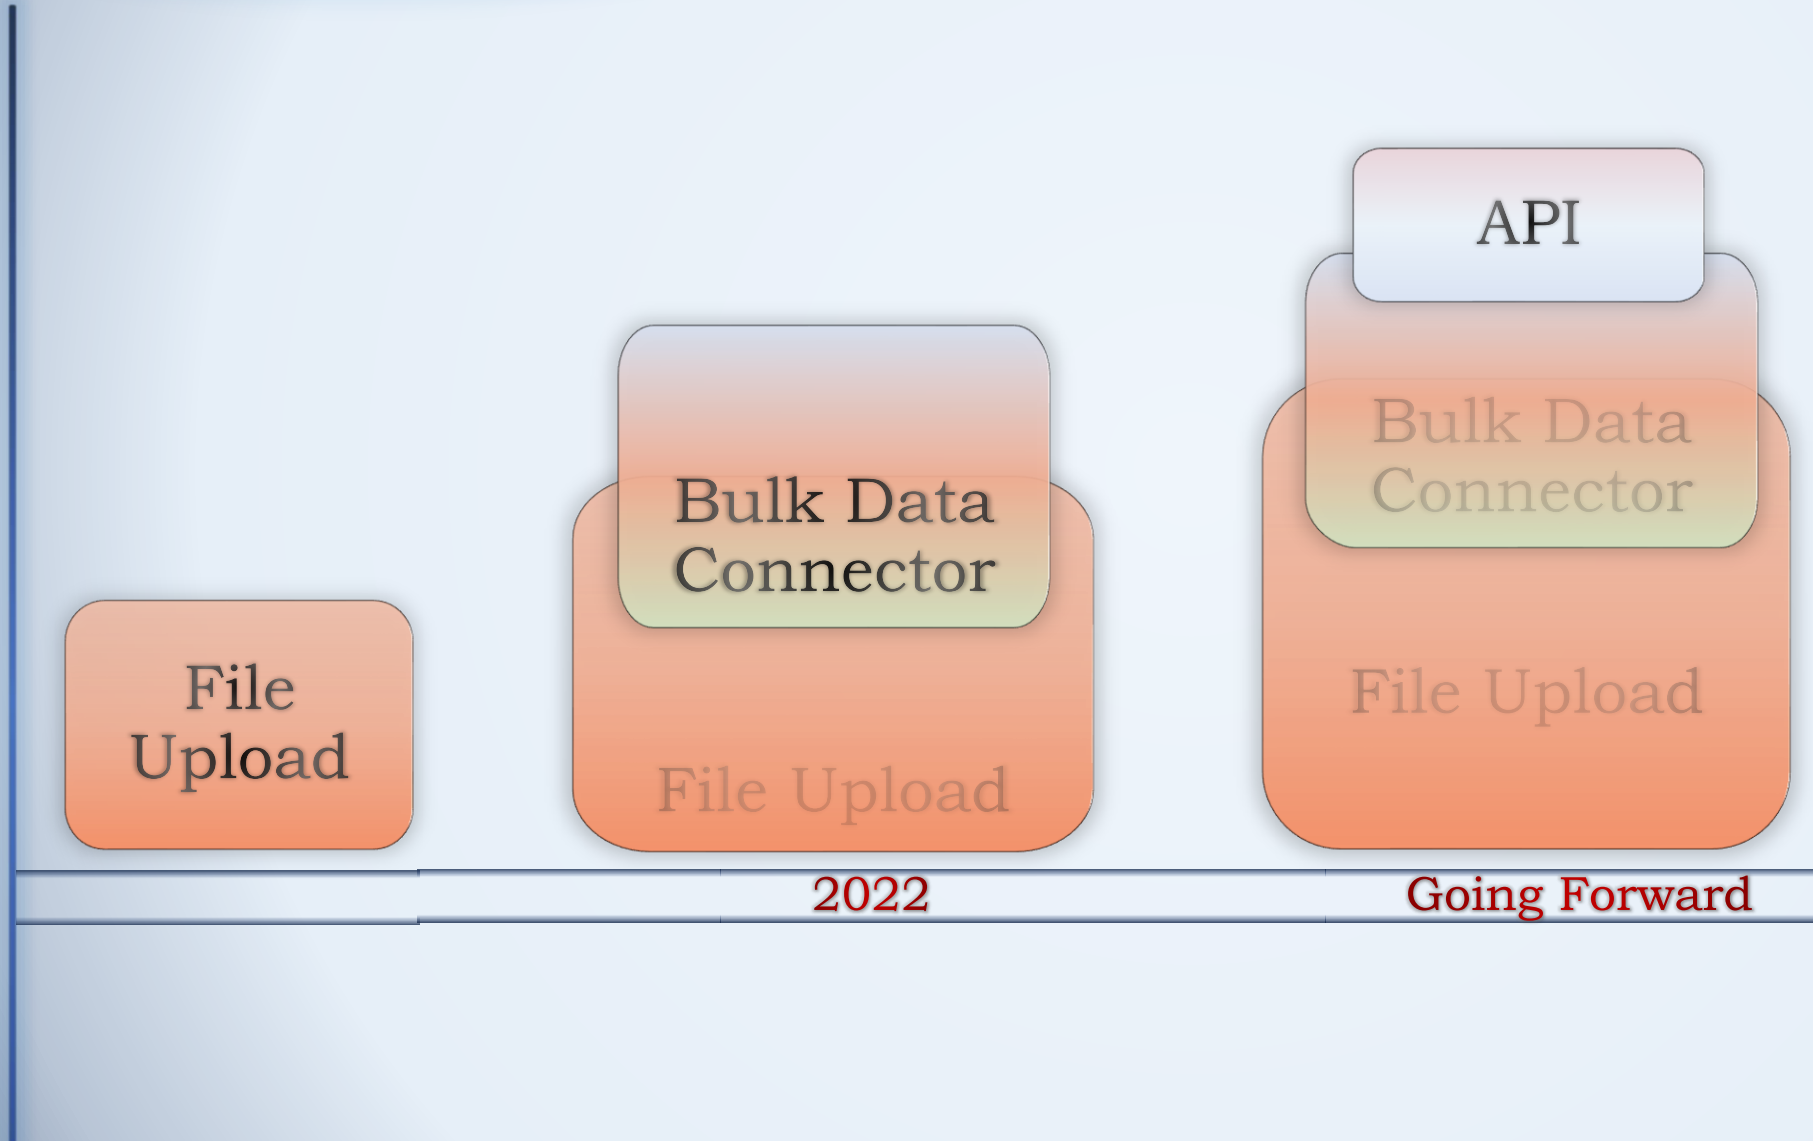 File
Upload
Bulk Data
Connector
File Upload
API
Bulk Data
Connector
File Upload
2022
Going Forward